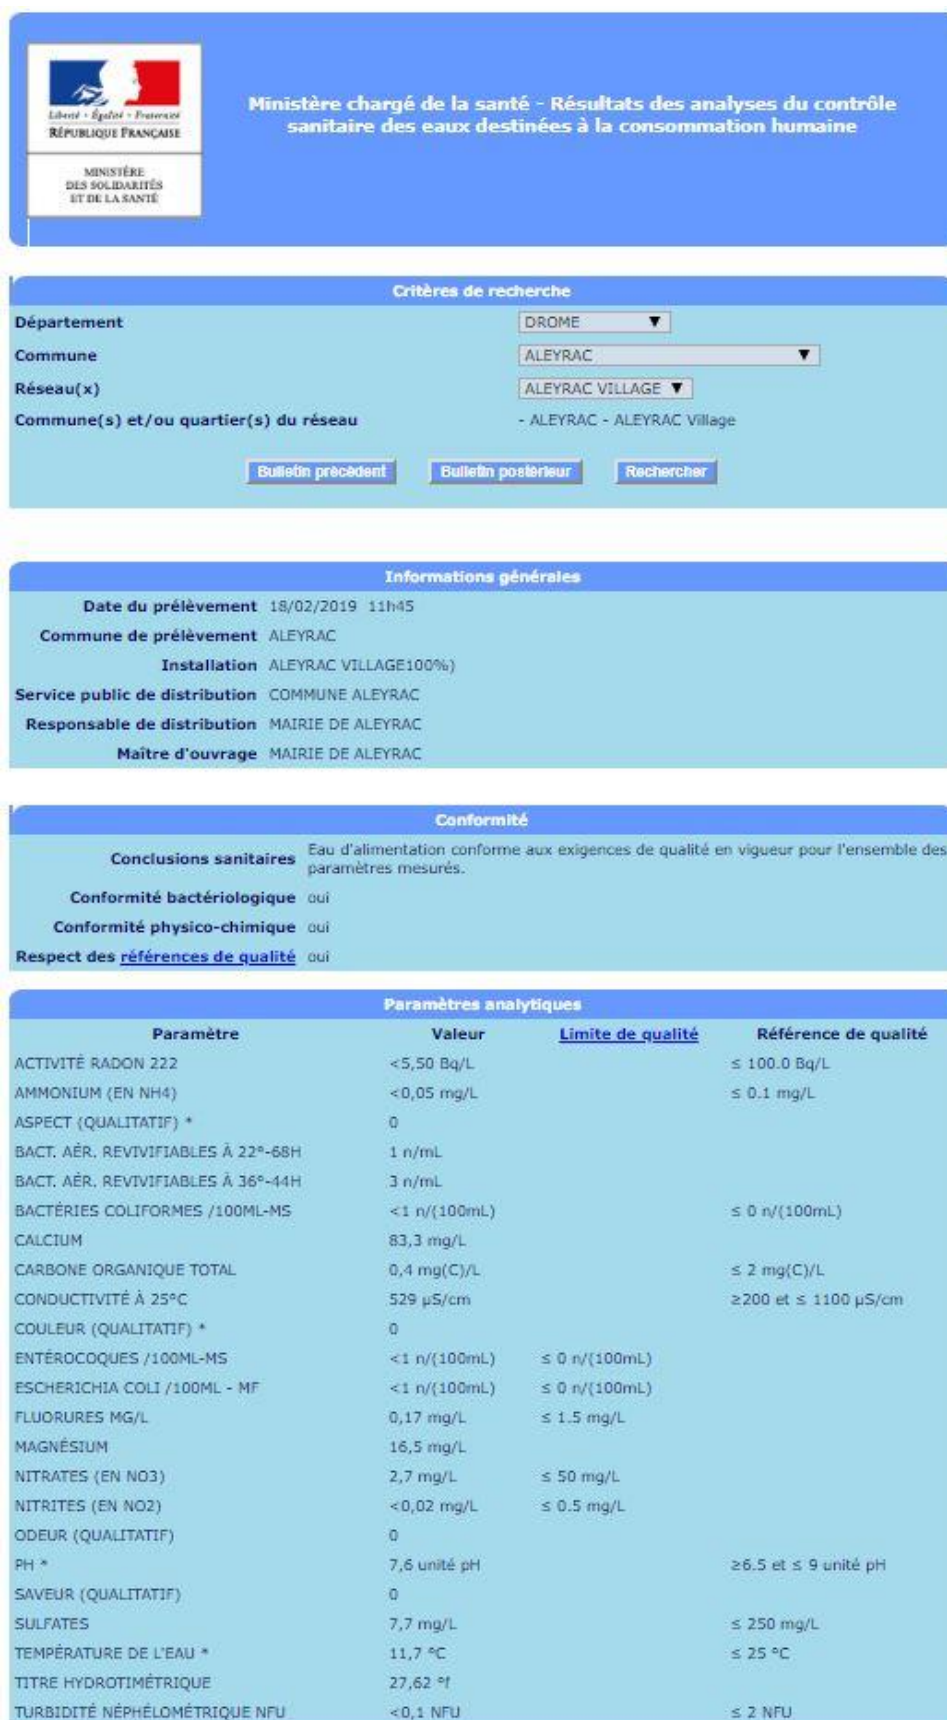 Liberté • Égalité • Fraternité
RÉPUBLIQUE FRANÇAISE
MINISTÈRE
DES SOLIDARITÉS
ET DE LA SANTÉ
Ministère chargé de la santé - Résultats des analyses du contrôle
sanitaire des eaux destinées à la consommation humaine
Critères de recherche
Département DROME
Commune ALEYRAC
Réseau(x) ALEYRAC VILLAGE
Commune(s) et/ou quartier(s) du réseau - ALEYRAC - ALEYRAC Village
Bulletin précédent Bulletin postérieur Rechercher
Informations générales
Date du prélèvement 18/02/2019 11h45
Commune de prélèvement ALEYRAC
Installation ALEYRAC VILLAGE100%)
Service public de distribution COMMUNE ALEYRAC
Responsable de distribution MAIRIE DE ALEYRAC
Maître d'ouvrage MAIRIE DE ALEYRAC
Conformité
Conclusions sanitaires Eau d'alimentation conforme aux exigences de qualité en vigueur pour l'ensemble des
paramètres mesurés.
Conformité bactériologique oui
Conformité physico-chimique oui
Respect des références de qualité oui
Paramètres analytiques
Paramètre Valeur Limite de qualité Référence de qualité
ACTIVITÉ RADON 222 <5,50 Bq/L ≤ 100.0 Bq/L
AMMONIUM (EN NH4) <0,05 mg/L ≤ 0.1 mg/L
ASPECT (QUALITATIF) * 0
BACT. AÉR. REVIVIFIABLES À 22°-68H 1 n/mL
BACT. AÉR. REVIVIFIABLES À 36°-44H 3 n/mL
BACTÉRIES COLIFORMES /100ML-MS <1 n/(100mL) ≤ 0 n/(100mL)
CALCIUM 83,3 mg/L
CARBONE ORGANIQUE TOTAL 0,4 mg(C)/L ≤ 2 mg(C)/L
CONDUCTIVITÉ À 25°C 529 µS/cm ≥200 et ≤ 1100 µS/cm
COULEUR (QUALITATIF) * 0
ENTÉROCOQUES /100ML-MS <1 n/(100mL) ≤ 0 n/(100mL)
ESCHERICHIA COLI /100ML - MF <1 n/(100mL) ≤ 0 n/(100mL)
FLUORURES MG/L 0,17 mg/L ≤ 1.5 mg/L
MAGNÉSIUM 16,5 mg/L
NITRATES (EN NO3) 2,7 mg/L ≤ 50 mg/L
NITRITES (EN NO2) <0,02 mg/L ≤ 0.5 mg/L
ODEUR (QUALITATIF) 0
PH * 7,6 unité pH ≥6.5 et ≤ 9 unité pH
SAVEUR (QUALITATIF) 0
SULFATES 7,7 mg/L ≤ 250 mg/L
TEMPÉRATURE DE L'EAU * 11,7 °C ≤ 25 °C
TITRE HYDROTIMÉTRIQUE 27,62 °f
TURBIDITÉ NÉPHÉLOMÉTRIQUE NFU <0,1 NFU ≤ 2 NFU